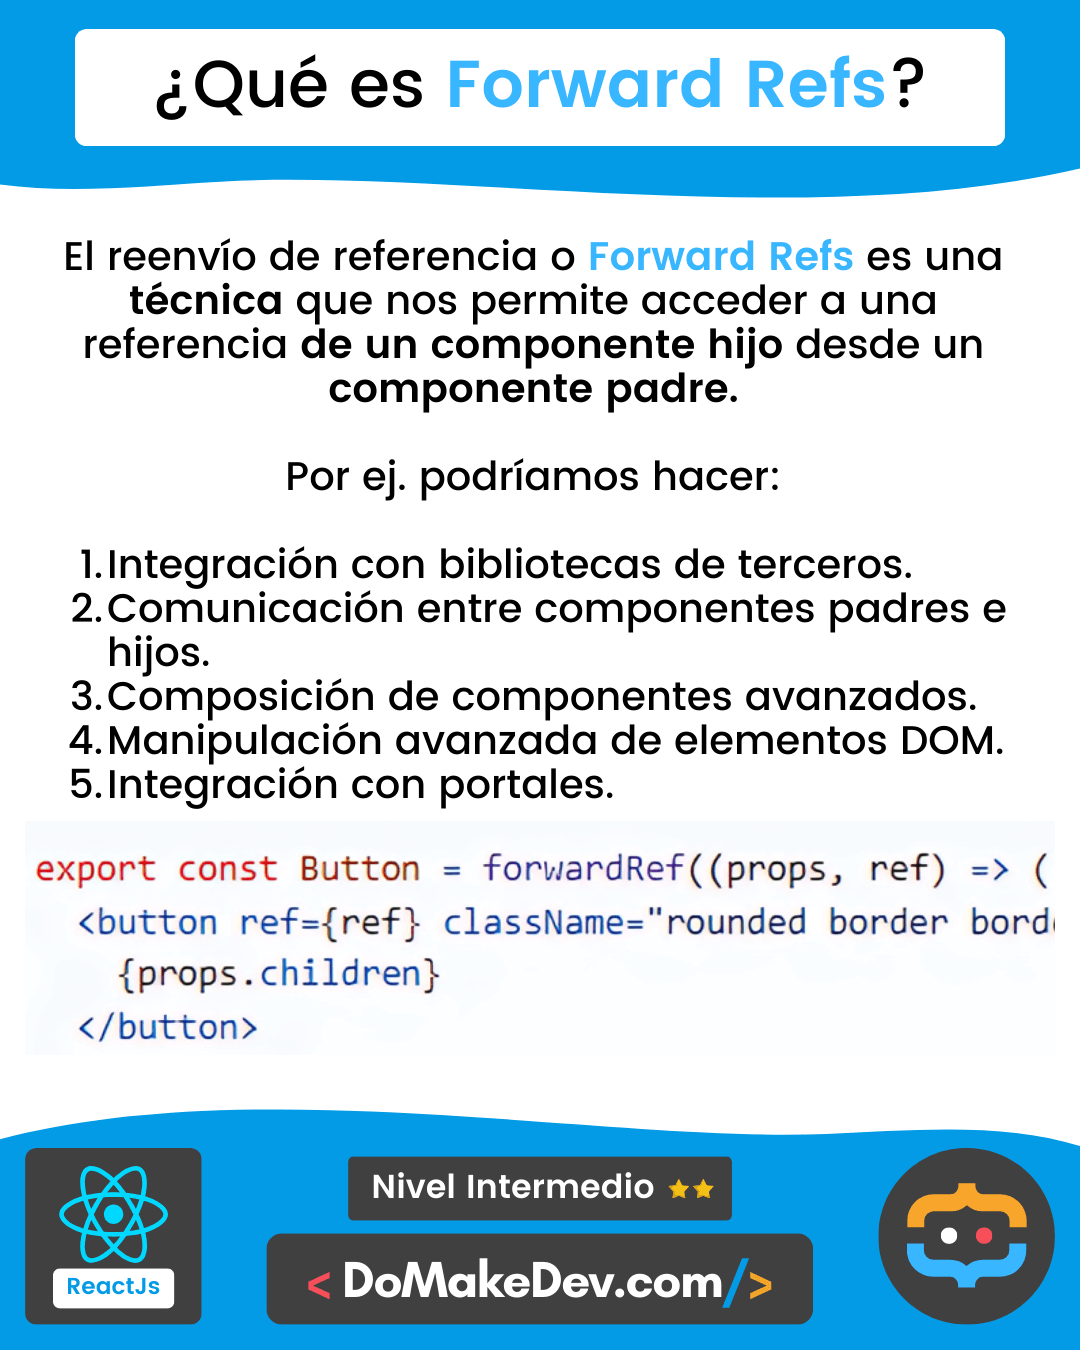 ¿Qué es Forward Refs?
El reenvío de referencia o Forward Refs es una
técnica que nos permite acceder a una
referencia de un componente hijo desde un
componente padre.
Por ej. podríamos hacer:
1. Integración con bibliotecas de terceros.
2. Comunicación entre componentes padres e
hijos.
3. Composición de componentes avanzados.
4. Manipulación avanzada de elementos DOM.
5. Integración con portales.
export const Button = forwardRef((props, ref) => (
<button ref={ref} className="rounded border
{props.children}
</button>
Nivel Intermedio
ReactJs
< DoMakeDev.com/>